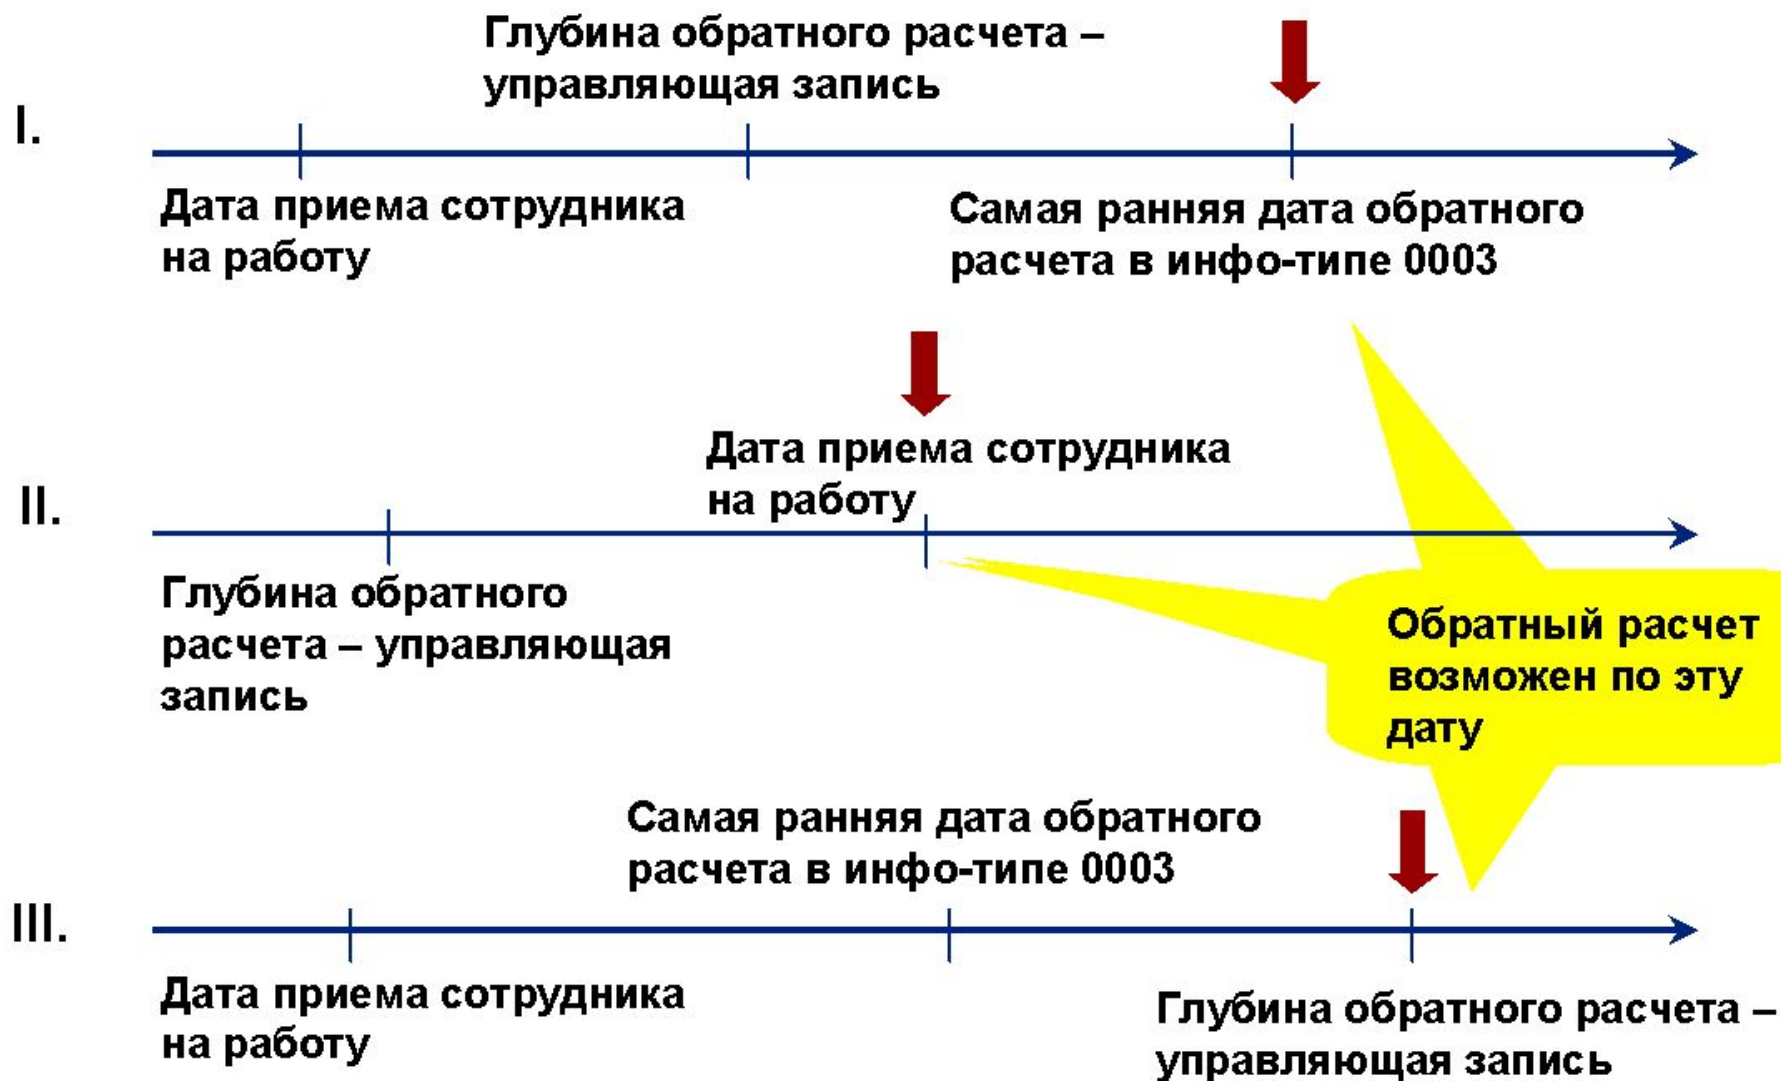 Глубина обратного расчета –
управляющая запись
I.
Дата приема сотрудника
на работу
Самая ранняя дата обратного
расчета в инфо-типе 0003
Дата приема сотрудника
на работу
II.
Глубина обратного
расчета – управляющая
запись
Обратный расчет
возможен по эту
дату
Самая ранняя дата обратного
расчета в инфо-типе 0003
III.
Дата приема сотрудника
на работу
Глубина обратного расчета –
управляющая запись